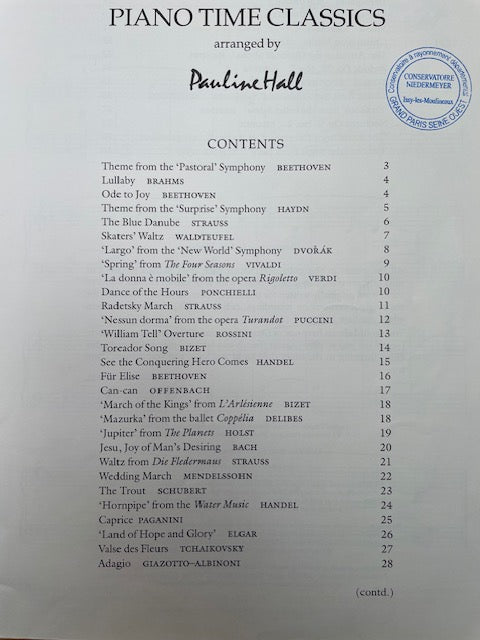 PIANO TIME CLASSICS
arranged by
Pauline Hall
Conservatoire à rayonnement départemental
CONSERVATOIRE
NIEDERMEYER
Issy-les-Moulineaux
GRAND PARIS SEINE OUEST
CONTENTS
Theme from the ‘Pastoral’ Symphony BEETHOVEN 3
Lullaby BRAHMS 4
Ode to Joy BEETHOVEN 4
Theme from the ‘Surprise’ Symphony HAYDN 5
The Blue Danube STRAUSS 6
Skaters’ Waltz WALDTEUFEL 7
‘Largo’ from the ‘New World’ Symphony DVOŘÁK 8
‘Spring’ from The Four Seasons VIVALDI 9
‘La donna è mobile’ from the opera Rigoletto VERDI 10
Dance of the Hours PONCHIELLI 10
Radetsky March STRAUSS 11
‘Nessun dorma’ from the opera Turandot PUCCINI 12
‘William Tell’ Overture ROSSINI 13
Toreador Song BIZET 14
See the Conquering Hero Comes HANDEL 15
Für Elise BEETHOVEN 16
Can-can OFFENBACH 17
‘March of the Kings’ from L’Arlésienne BIZET 18
‘Mazurka’ from the ballet Coppélia DELIBES 18
‘Jupiter’ from The Planets HOLST 19
Jesu, Joy of Man’s Desiring BACH 20
Waltz from Die Fledermaus STRAUSS 21
Wedding March MENDELSSOHN 22
The Trout SCHUBERT 23
‘Hornpipe’ from the Water Music HANDEL 24
Caprice PAGANINI 25
‘Land of Hope and Glory’ ELGAR 26
Valse des Fleurs TCHAIKOVSKY 27
Adagio GIAZOTTO-ALBINONI 28
(contd.)